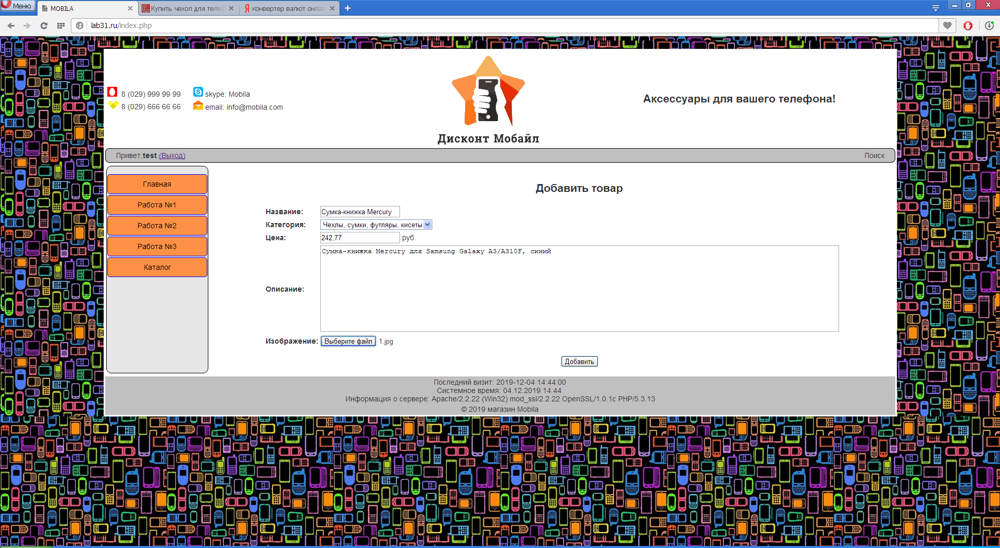 Меню
MOBILA
Купить чехол для телеф
конвертер валют онлай
lab31.ru/index.php
8 (029) 999 99 99
skype: Mobila
8 (029) 666 66 66
email: info@mobila.com
Дисконт Мобайл
Аксессуары для вашего телефона!
Привет,test (Выход)
Поиск
Главная
Работа №1
Работа №2
Работа №3
Каталог
Добавить товар
Название: Сумка-книжка Mercury
Категория: Чехлы, сумки, футляры, кисеты
Цена: 242,77 руб.
Описание: Сумка-книжка Mercury для Samsung Galaxy A3/A310F, синий
Изображение: Выберите файл 1.jpg
Добавить
Последний визит: 2019-12-04 14:44:00
Системное время: 04.12.2019 14:44
Информация о сервере: Apache/2.2.22 (Win32) mod_ssl/2.2.22 OpenSSL/1.0.1c PHP/5.3.13
© 2019 магазин Mobila